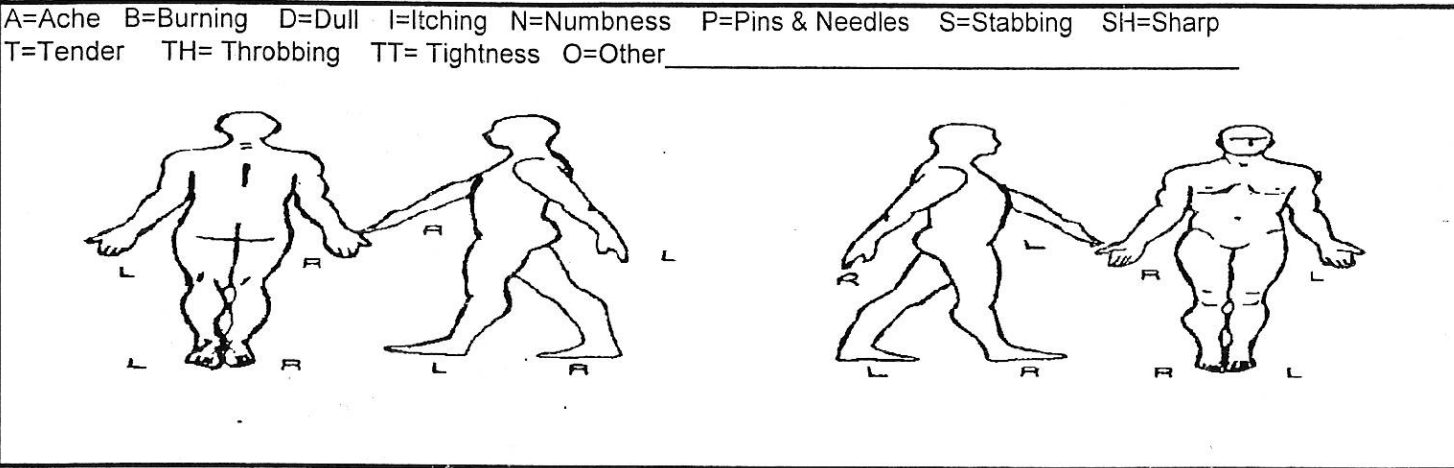 A=Ache B=Burning D=Dull I=Itching N=Numbness P=Pins & Needles S=Stabbing SH=Sharp
T=Tender TH= Throbbing TT= Tightness O=Other
R L
L R R L R L
L R L R L R R L